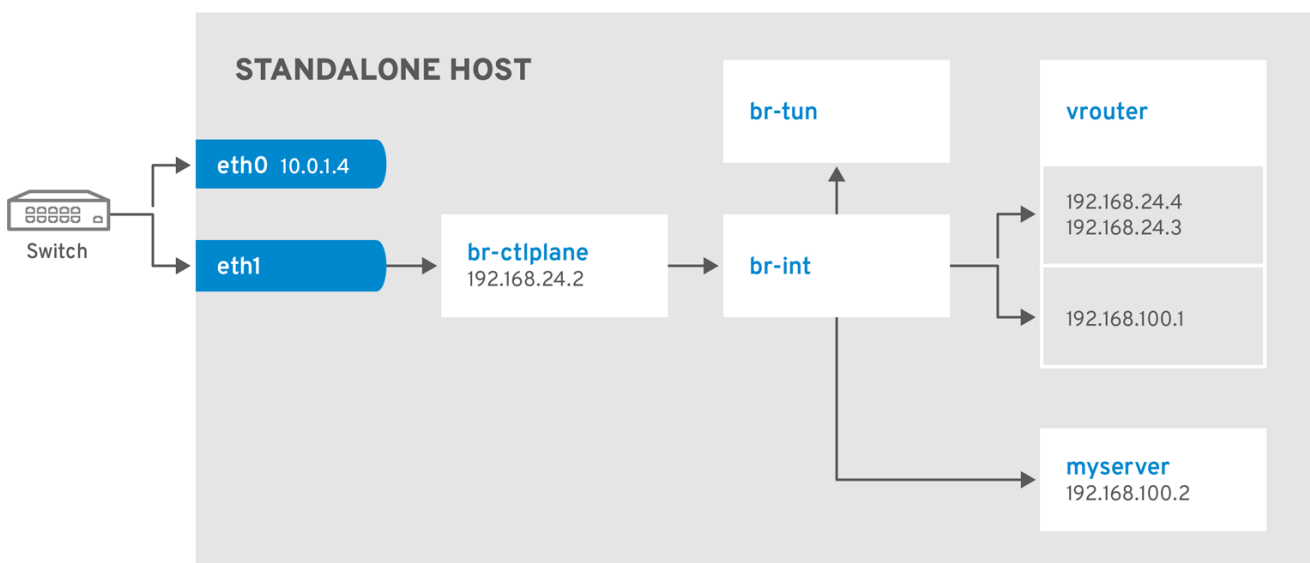 STANDALONE HOST
eth0 10.0.1.4
Switch
eth1
br-ctlplane
192.168.24.2
br-tun
br-int
vrouter
192.168.24.4
192.168.24.3
192.168.100.1
myserver
192.168.100.2